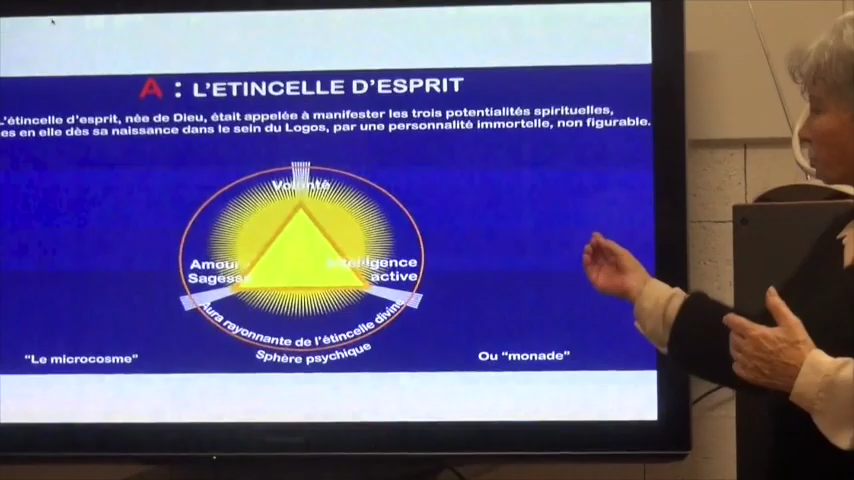 A : L'ETINCELLE D'ESPRIT
L'étincelle d'esprit, née de Dieu, était appelée à manifester les trois potentialités spirituelles,
es en elle dès sa naissance dans le sein du Logos, par une personnalité immortelle, non figurable.
Volonté
Amour
Sagesse
Intelligence
active
Aura rayonnante de l'étincelle divine
Sphère psychique
"Le microcosme"
Ou "monade"